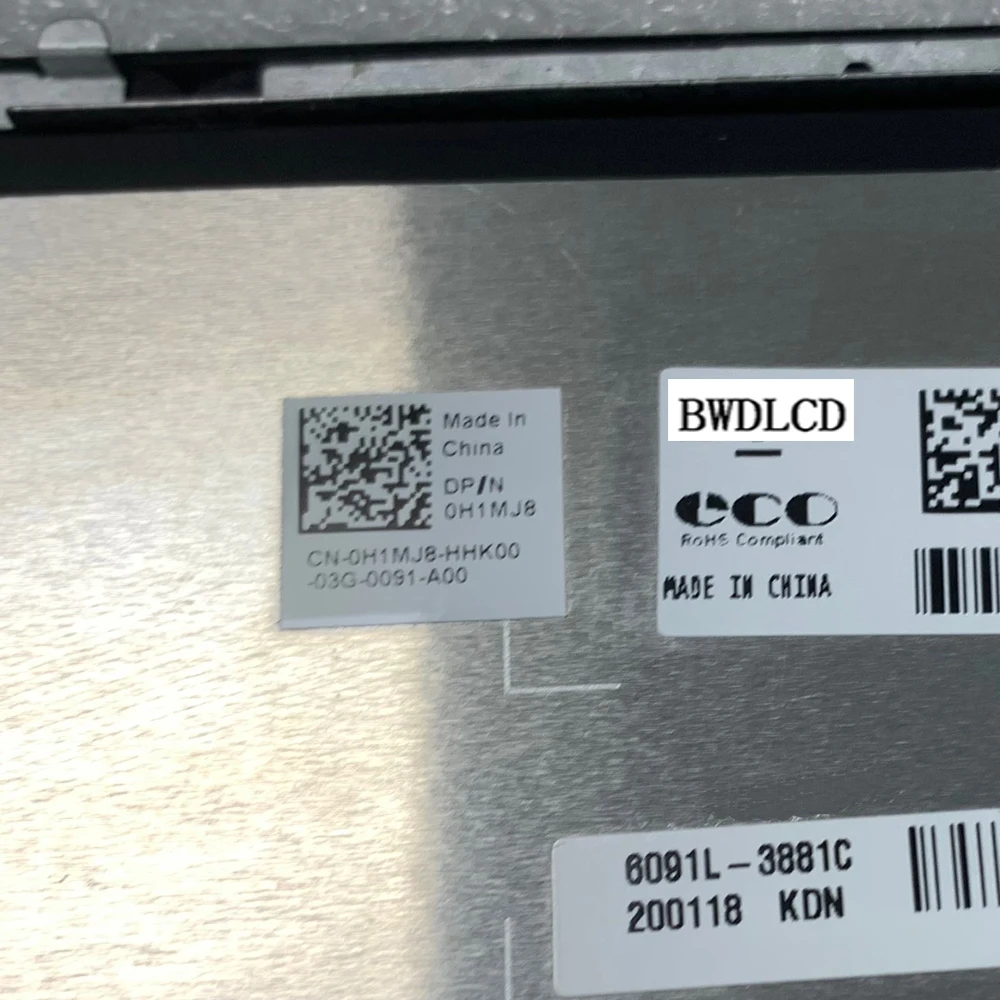 Made In
China
DP/N
0H1MJ8
CN-0H1MJ8-HHK00
-03G-0091-A00
BWDLCD
eco
RoHS Compliant
MADE IN CHINA
6091L-3881C
200118 KDN